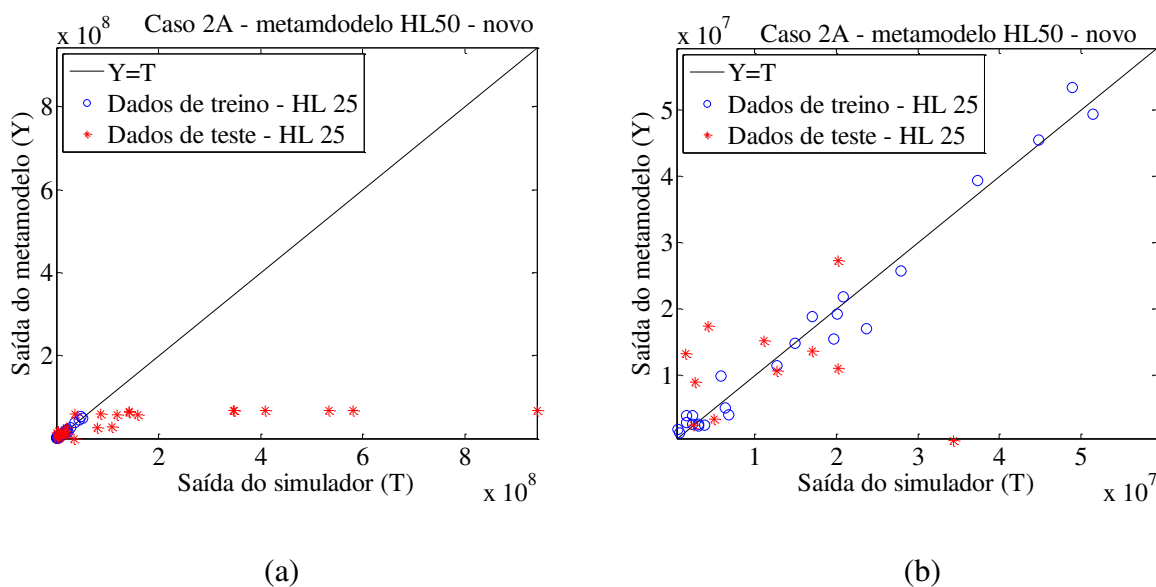 Caso 2A - metamdodelo HL50 - novo
x 10^8
Y=T
Dados de treino - HL 25
Dados de teste - HL 25
8
6
4
2
Saída do metamodelo (Y)
2 4 6 8
Saída do simulador (T)
x 10^8
(a)
Caso 2A - metamodelo HL50 - novo
x 10^7
Y=T
Dados de treino - HL 25
Dados de teste - HL 25
5
4
3
2
1
Saída do metamodelo (Y)
1 2 3 4 5
Saída do simulador (T)
x 10^7
(b)